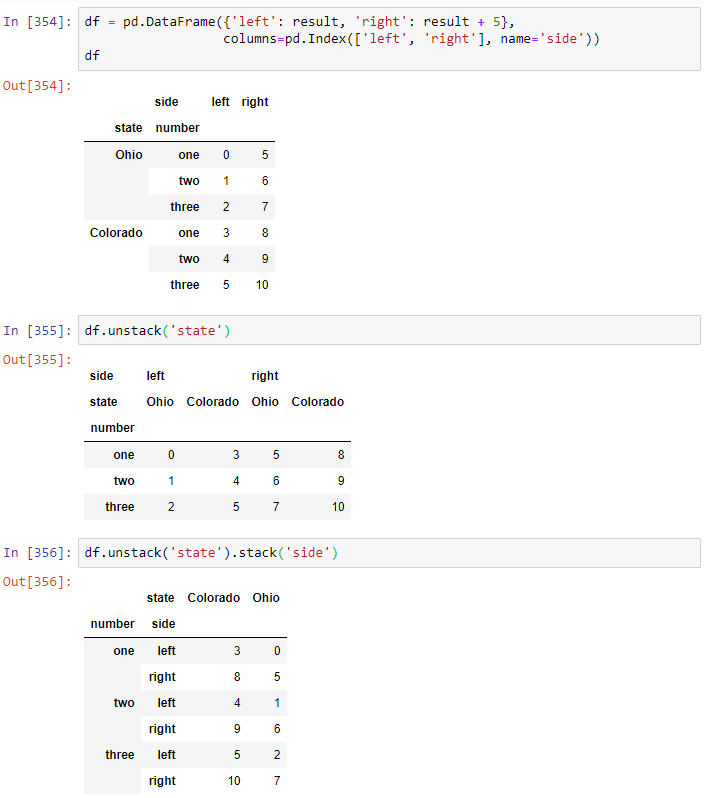 In [354]: df = pd.DataFrame({'left': result, 'right': result + 5},
columns=pd.Index(['left', 'right'], name='side'))
df
Out[354]:
side left right
state number
Ohio one 0 5
two 1 6
three 2 7
Colorado one 3 8
two 4 9
three 5 10
In [355]: df.unstack('state')
Out[355]:
side left right
state Ohio Colorado Ohio Colorado
number
one 0 3 5 8
two 1 4 6 9
three 2 5 7 10
In [356]: df.unstack('state').stack('side')
Out[356]:
state Colorado Ohio
number side
one left 3 0
right 8 5
two left 4 1
right 9 6
three left 5 2
right 10 7